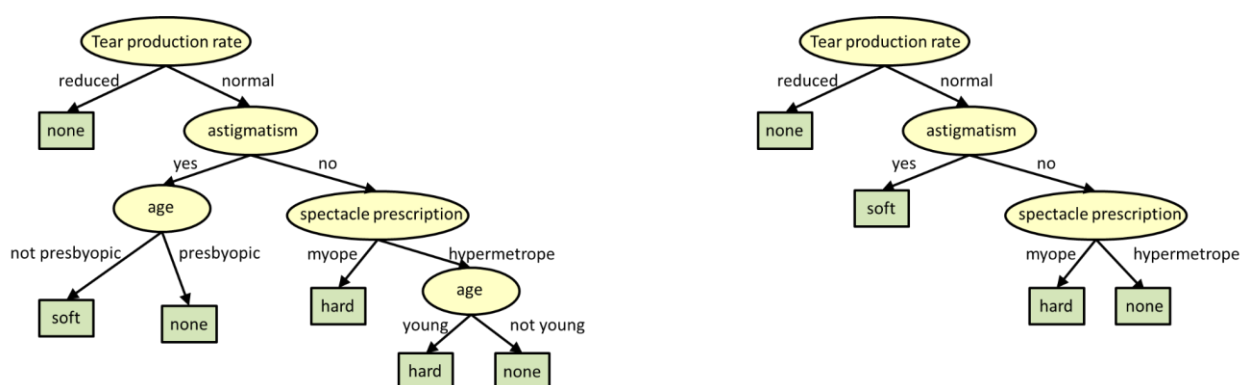 Tear production rate
reduced
normal
none
astigmatism
yes
no
age
spectacle prescription
not presbyopic
presbyopic
myope
hypermetrope
soft
none
hard
age
young
not young
hard
none
Tear production rate
reduced
normal
none
astigmatism
yes
no
soft
spectacle prescription
myope
hypermetrope
hard
none